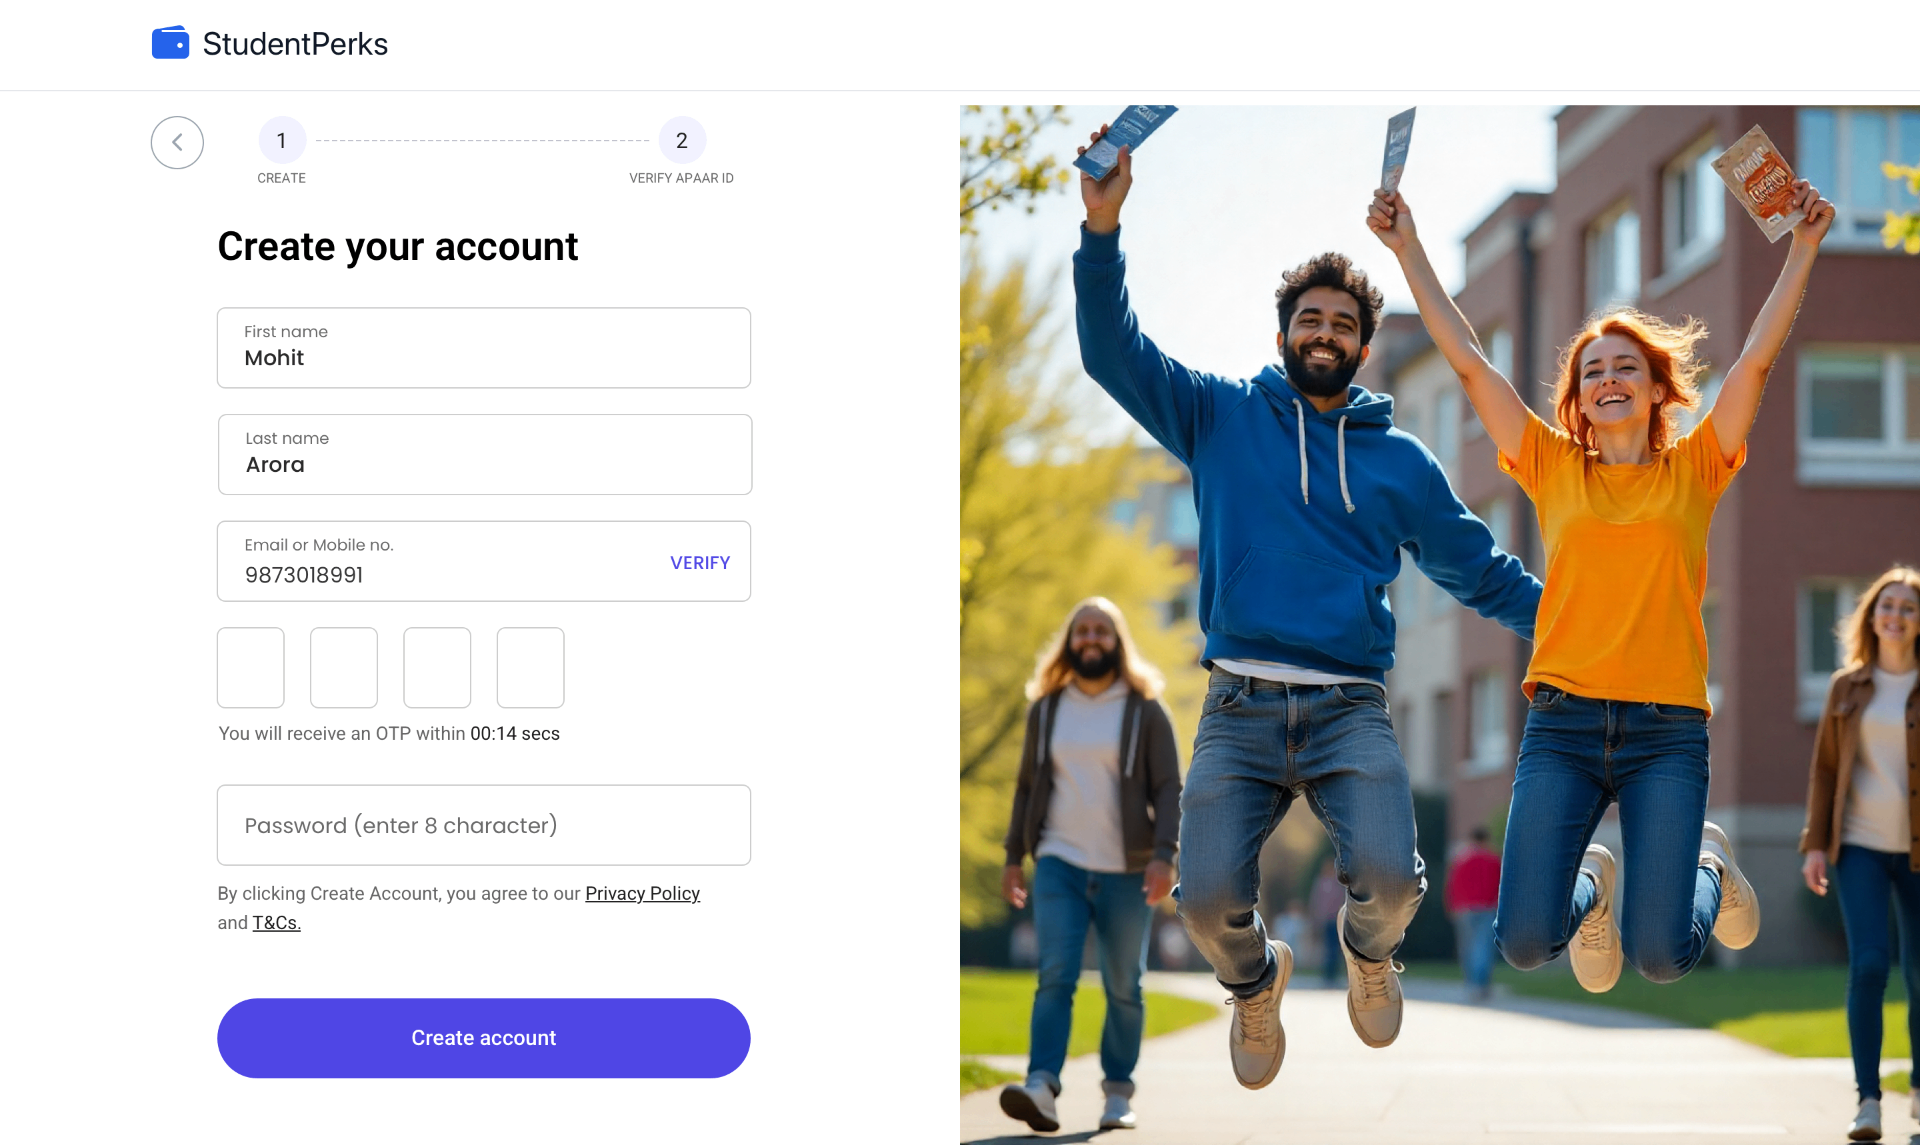 StudentPerks
1
2
CREATE
VERIFY APAAR ID
Create your account
First name
Mohit
Last name
Arora
Email or Mobile no.
9873018991
VERIFY
You will receive an OTP within 00:14 secs
Password (enter 8 character)
By clicking Create Account, you agree to our Privacy Policy
and T&Cs.
Create account